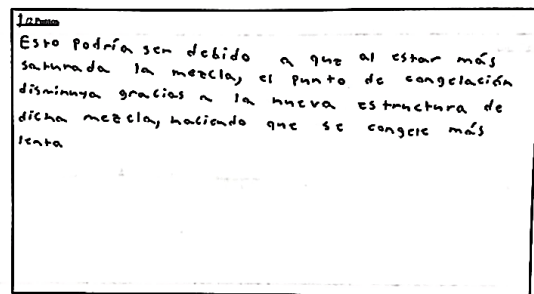 Esto podría ser debido a que al estar más
saturada la mezcla, el punto de congelación
disminuya gracias a la nueva estructura de
dicha mezcla, haciendo que se congele más
lenta